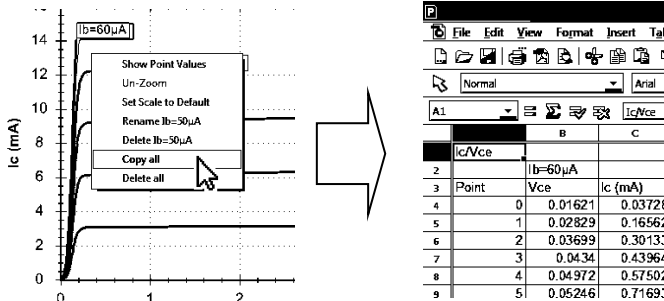 Ib=60µA
16
14
12
10
8
6
4
2
0
Ic (mA)
0
1
2
Show Point Values
Un-Zoom
Set Scale to Default
Rename Ib=50µA
Delete Ib=50µA
Copy all
Delete all
File Edit View Format Insert
Normal
Arial
A1
Ic/Vce
B C
Ic/Vce
2 Ib=60µA
3 Point Vce Ic (mA)
4 0 0.01621 0.03728
5 1 0.02829 0.16562
6 2 0.03699 0.30133
7 3 0.0434 0.43964
8 4 0.04972 0.57502
9 5 0.05246 0.71693